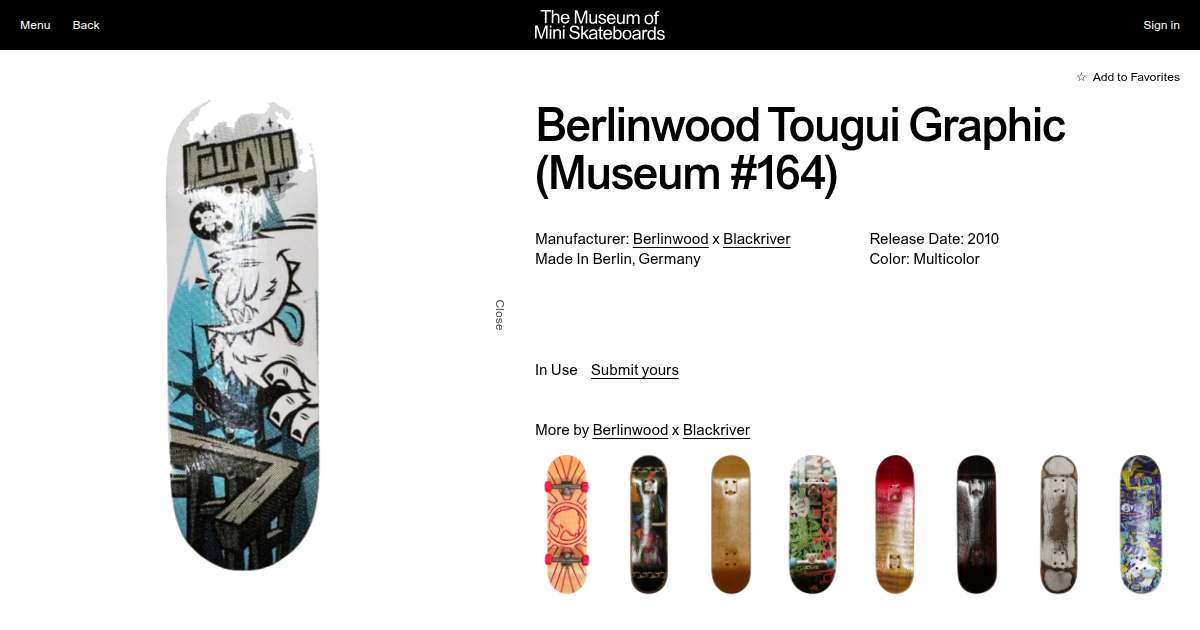 Menu
Back
The Museum of
Mini Skateboards
Sign in
☆ Add to Favorites
tougui
Berlinwood Tougui Graphic
(Museum #164)
Manufacturer: Berlinwood x Blackriver
Made In Berlin, Germany
Release Date: 2010
Color: Multicolor
Close
In Use
Submit yours
More by Berlinwood x Blackriver